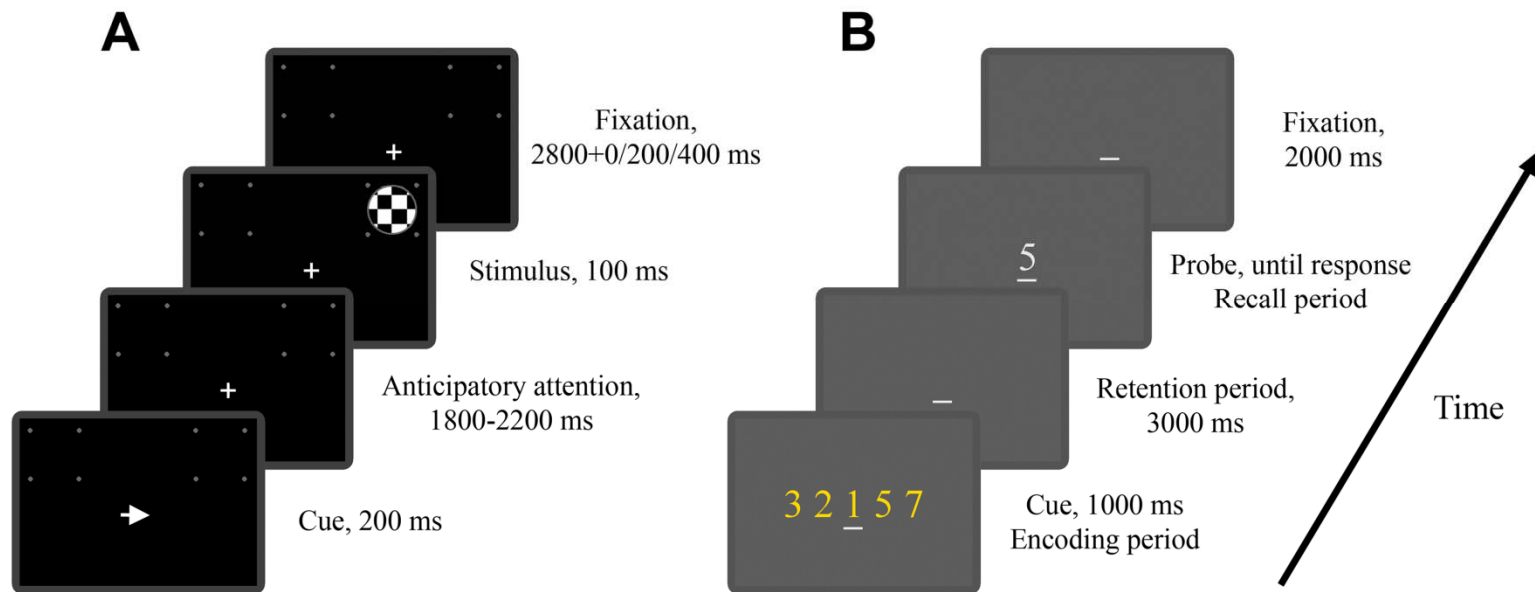 A
Fixation,
2800+0/200/400 ms
Stimulus, 100 ms
Anticipatory attention,
1800-2200 ms
Cue, 200 ms
B
Fixation,
2000 ms
5
Probe, until response
Recall period
Retention period,
3000 ms
3 2 1 5 7
Cue, 1000 ms
Encoding period
Time